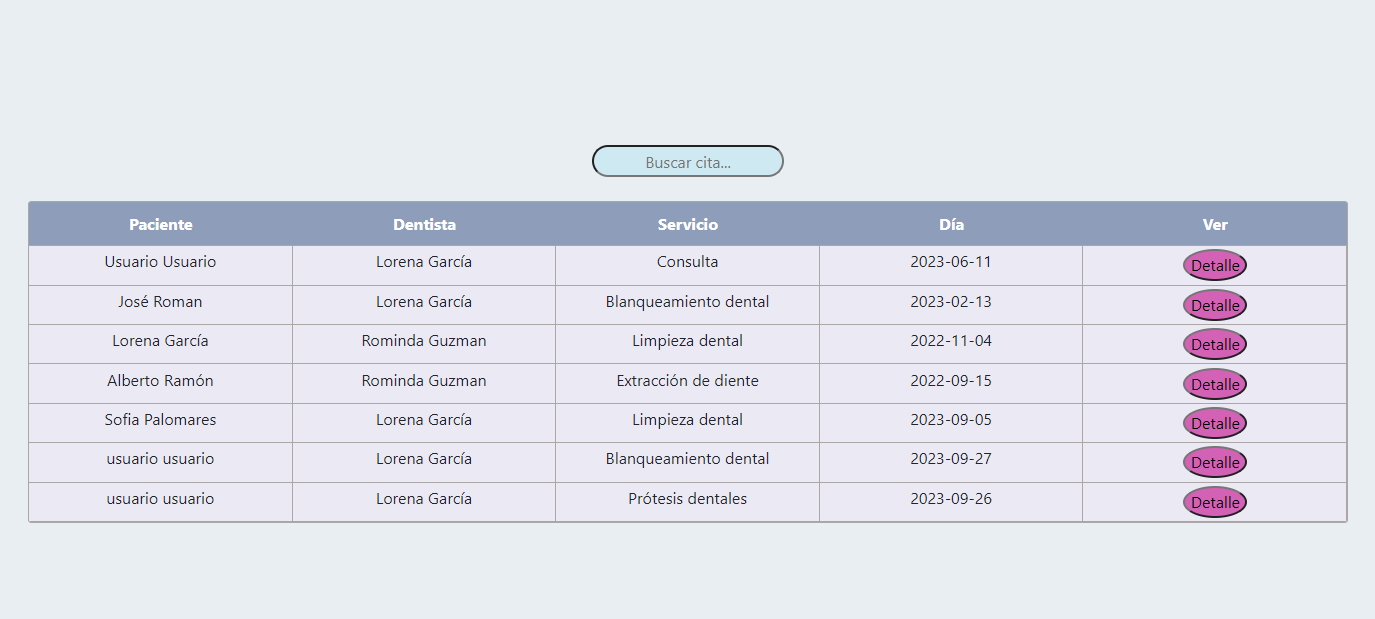 Buscar cita...
Paciente Dentista Servicio Día Ver
Usuario Usuario Lorena García Consulta 2023-06-11 Detalle
José Roman Lorena García Blanqueamiento dental 2023-02-13 Detalle
Lorena García Rominda Guzman Limpieza dental 2022-11-04 Detalle
Alberto Ramón Rominda Guzman Extracción de diente 2022-09-15 Detalle
Sofia Palomares Lorena García Limpieza dental 2023-09-05 Detalle
usuario usuario Lorena García Blanqueamiento dental 2023-09-27 Detalle
usuario usuario Lorena García Prótesis dentales 2023-09-26 Detalle